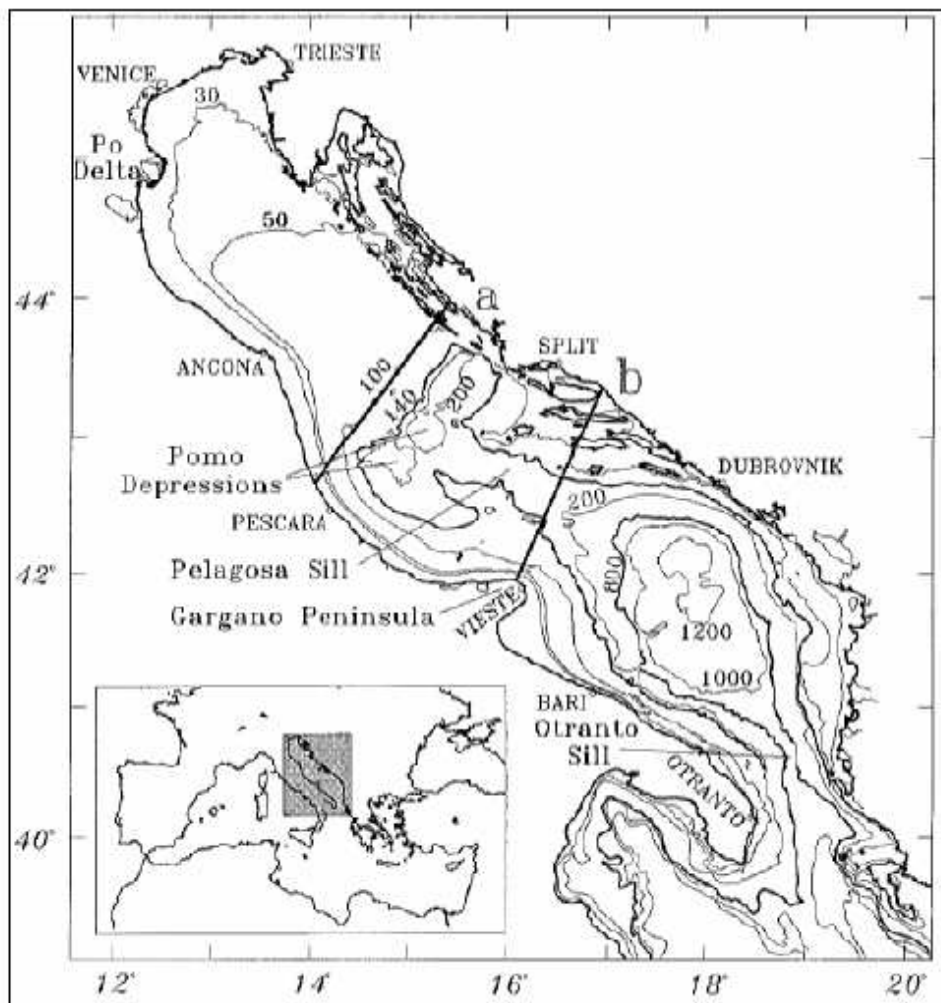 TRIESTE
VENICE
30
Po
Delta
50
44°
a
ANCONA
100
SPLIT
b
140
200
Pomo
Depressions
DUBROVNIK
PESCARA
200
Pelagosa Sill
42°
800
Gargano Peninsula
VIESTE
1200
1000
BARI
Otranto
Sill
OTRANTO
40°
12°
14°
16°
18°
20°